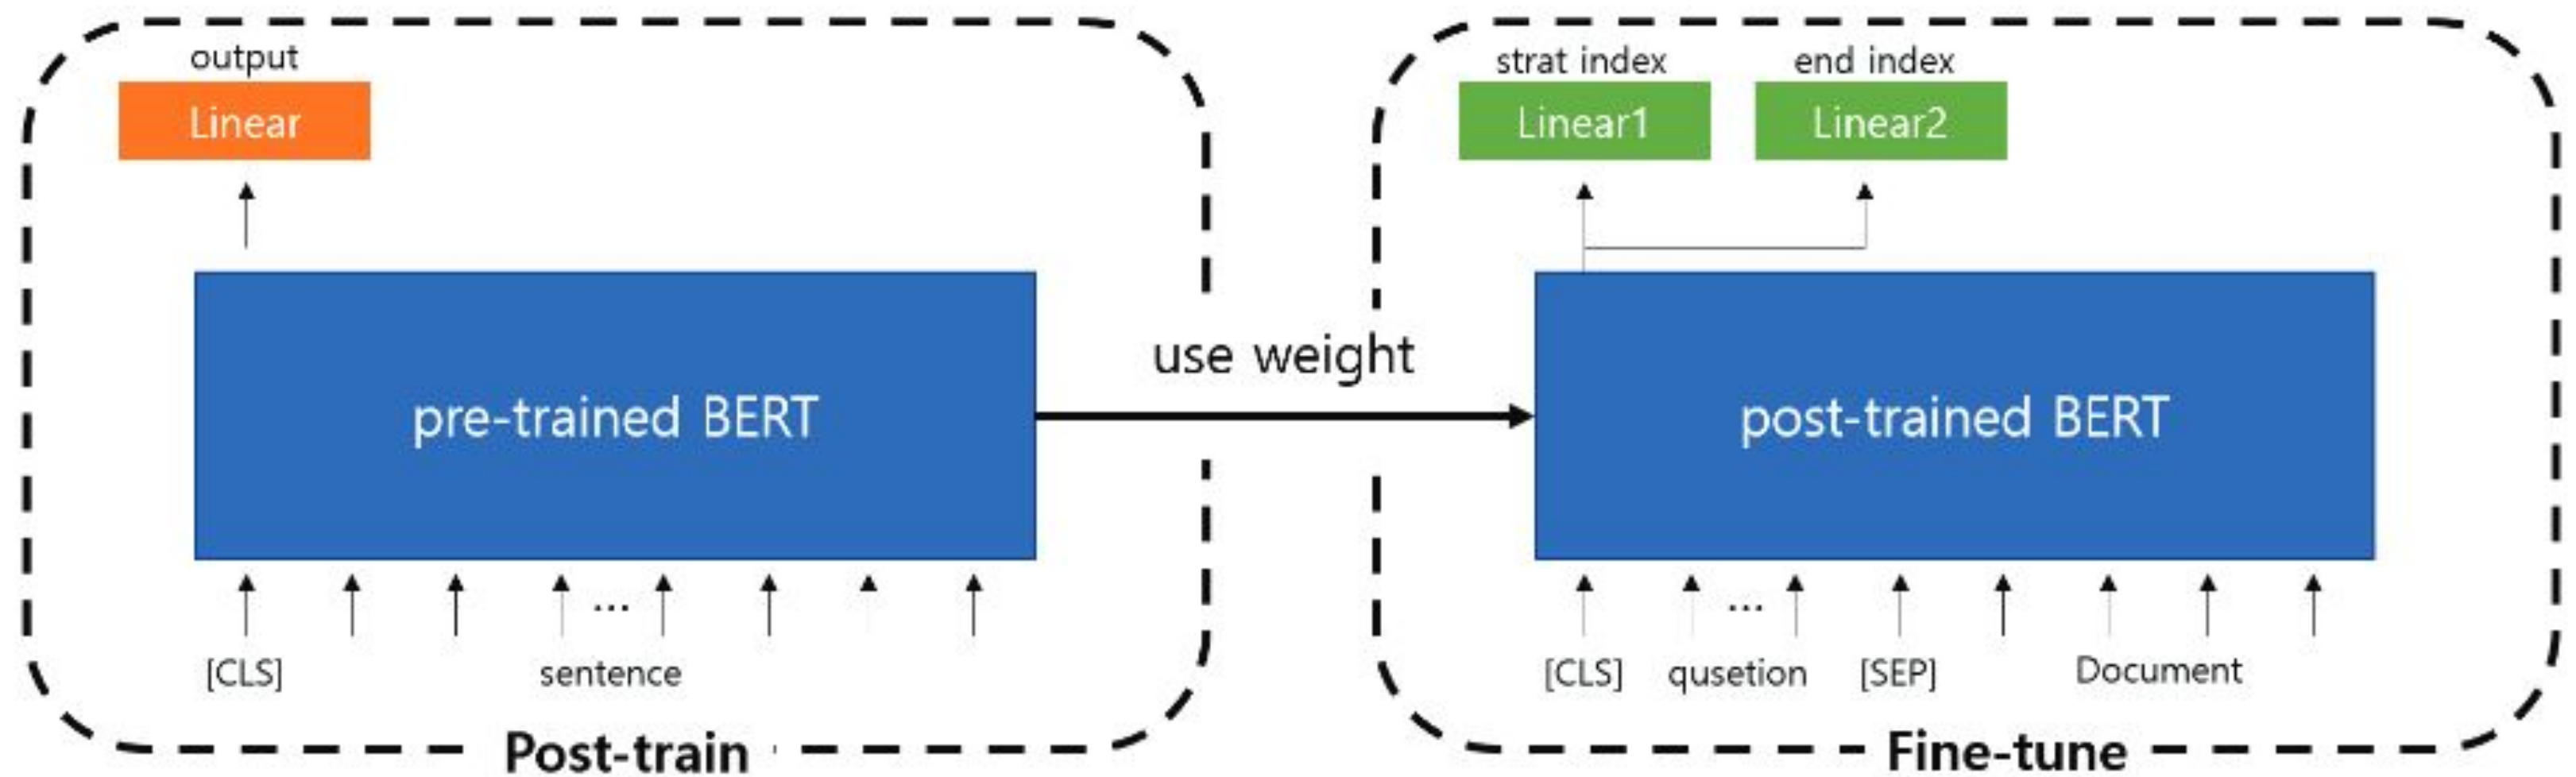 output
Linear
pre-trained BERT
...
[CLS] sentence
Post-train
use weight
strat index end index
Linear1 Linear2
post-trained BERT
...
[CLS] qusetion [SEP] Document
Fine-tune